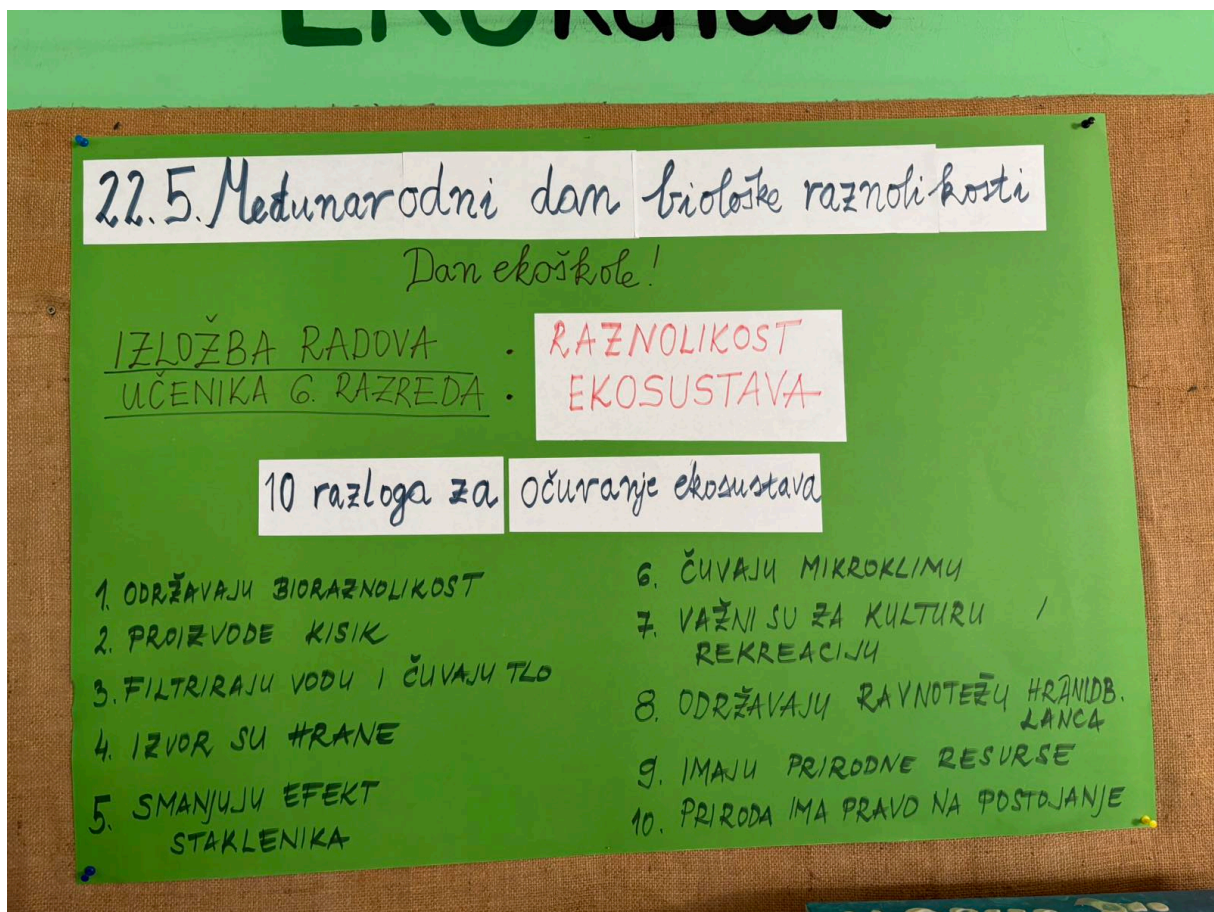 EKOkutak
22.5. Međunarodni dan biološke raznolikosti
Dan ekoškole!
IZLOŽBA RADOVA :
UČENIKA 6. RAZREDA
RAZNOLIKOST
EKOSUSTAVA
10 razloga za očuvanje ekosustava
1. ODRŽAVAJU BIORAZNOLIKOST
2. PROIZVODE KISIK
3. FILTRIRAJU VODU I ČUVAJU TLO
4. IZVOR SU HRANE
5. SMANJUJU EFEKT
STAKLENIKA
6. ČUVAJU MIKROKLIMU
7. VAŽNI SU ZA KULTURU I
REKREACIJU
8. ODRŽAVAJU RAVNOTEŽU HRANIDB.
LANCA
9. IMAJU PRIRODNE RESURSE
10. PRIRODA IMA PRAVO NA POSTOJANJE